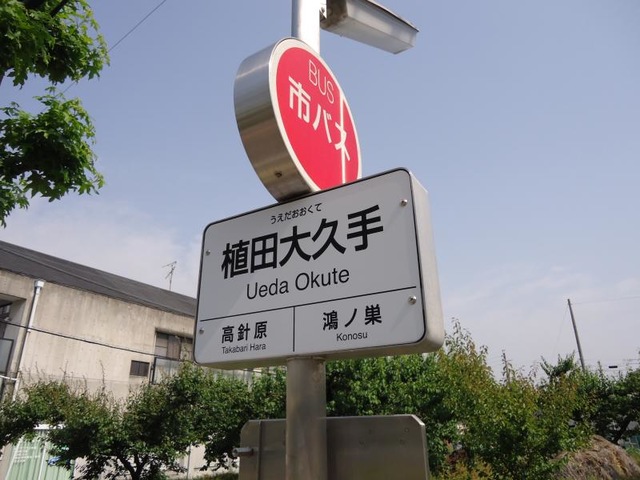 BUS
市バス
うえだおおくて
植田大久手
Ueda Okute
高針原
Takabari Hara
鴻ノ巣
Konosu